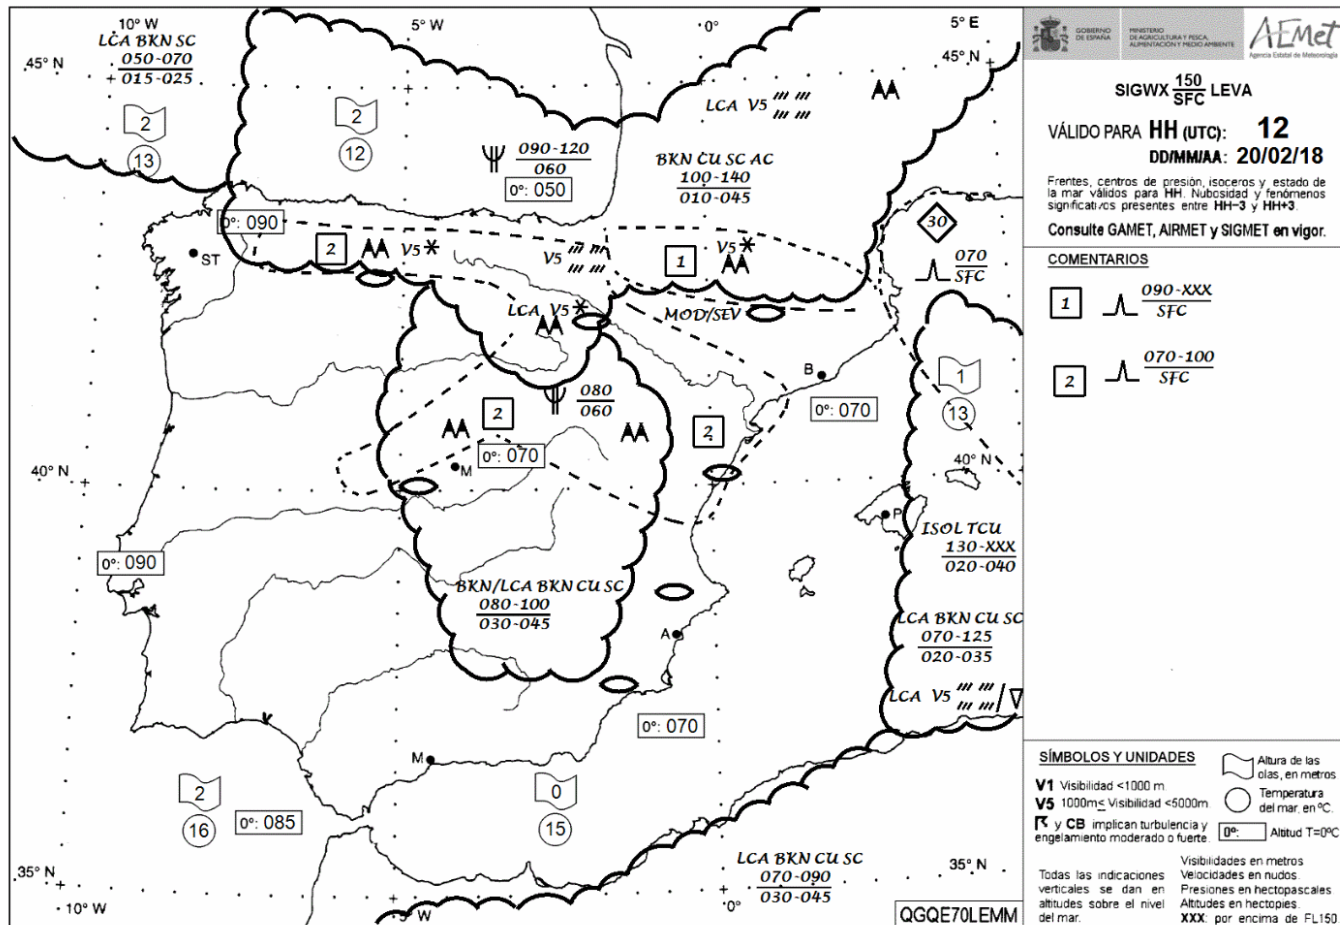 10° W
5° W
0°
5° E
45° N
45° N
LCA BKN SC
050-070
015-025
2
13
2
12
090-120
060
0°: 050
LCA V5
BKN CU SC AC
100-140
010-045
0°: 090
ST
2
V5
V5
1
V5
30
070
SFC
LCA V5
MOD/SEV
B
1
13
0°: 070
2
080
060
2
0°: 070
M
40° N
40° N
P
ISOL TCU
130-XXX
020-040
0°: 090
BKN/LCA BKN CU SC
080-100
030-045
A
LCA BKN CU SC
070-125
020-035
LCA V5
0°: 070
M
2
16
0°: 085
0
15
LCA BKN CU SC
070-090
030-045
35° N
35° N
10° W
5° W
0°
QGQE70LEMM
GOBIERNO
DE ESPAÑA
MINISTERIO
DE AGRICULTURA Y PESCA,
ALIMENTACIÓN Y MEDIO AMBIENTE
AEMet
Agencia Estatal de Meteorología
SIGWX 150/SFC LEVA
VÁLIDO PARA HH (UTC): 12
DD/MM/AA: 20/02/18
Frentes, centros de presión, isoceros y estado de
la mar válidos para HH. Nubosidad y fenómenos
significativos presentes entre HH-3 y HH+3.
Consulte GAMET, AIRMET y SIGMET en vigor.
COMENTARIOS
1 090-XXX
SFC
2 070-100
SFC
SÍMBOLOS Y UNIDADES
V1 Visibilidad <1000 m
V5 1000m≤ Visibilidad <5000m
y CB implican turbulencia y
engelamiento moderado o fuerte.
Altura de las
olas, en metros
Temperatura
del mar, en ºC.
0°: Altitud T=0ºC
Todas las indicaciones
verticales se dan en
altitudes sobre el nivel
del mar.
Visibilidades en metros
Velocidades en nudos.
Presiones en hectopascales
Altitudes en hectopies.
XXX: por encima de FL150